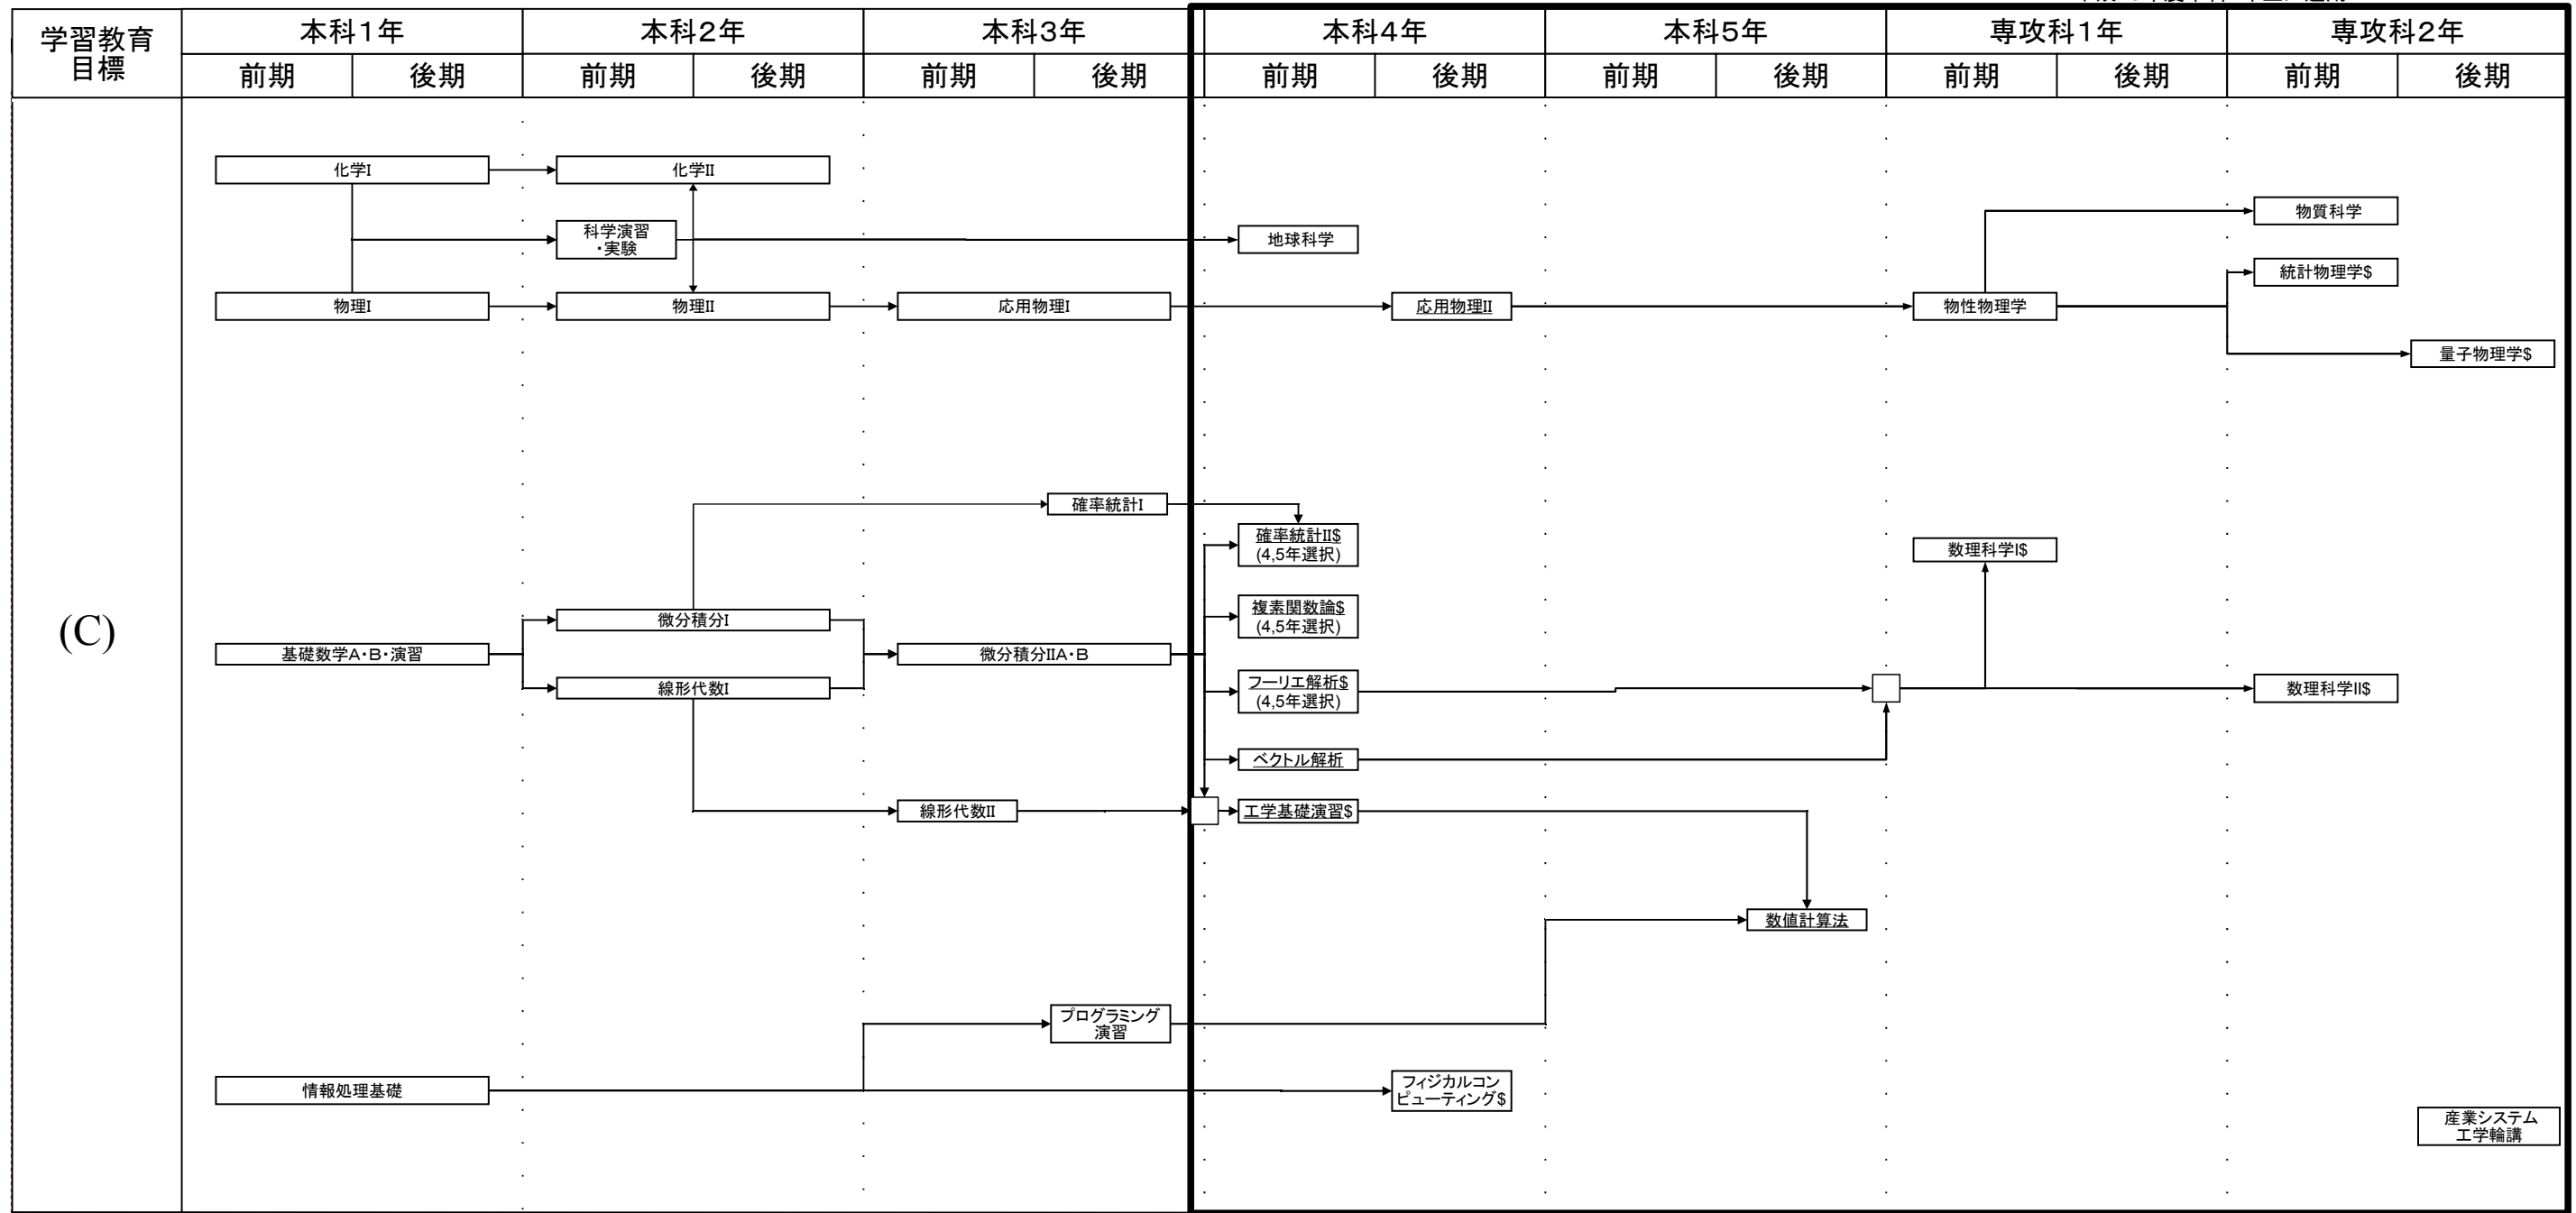 学習教育
目標
本科1年
本科2年
本科3年
本科4年
本科5年
専攻科1年
専攻科2年
前期
後期
前期
後期
前期
後期
前期
後期
前期
後期
前期
後期
前期
後期
(C)
化学I
化学II
科学演習
・実験
地球科学
物質科学
統計物理学$
物理I
物理II
応用物理I
応用物理II
物性物理学
量子物理学$
確率統計I
確率統計II$
(4,5年選択)
数理科学I$
複素関数論$
(4,5年選択)
微分積分I
基礎数学A・B・演習
微分積分IIA・B
線形代数I
フーリエ解析$
(4,5年選択)
数理科学II$
ベクトル解析
線形代数II
工学基礎演習$
数値計算法
プログラミング
演習
情報処理基礎
フィジカルコン
ピューティング$
産業システム
工学輪講